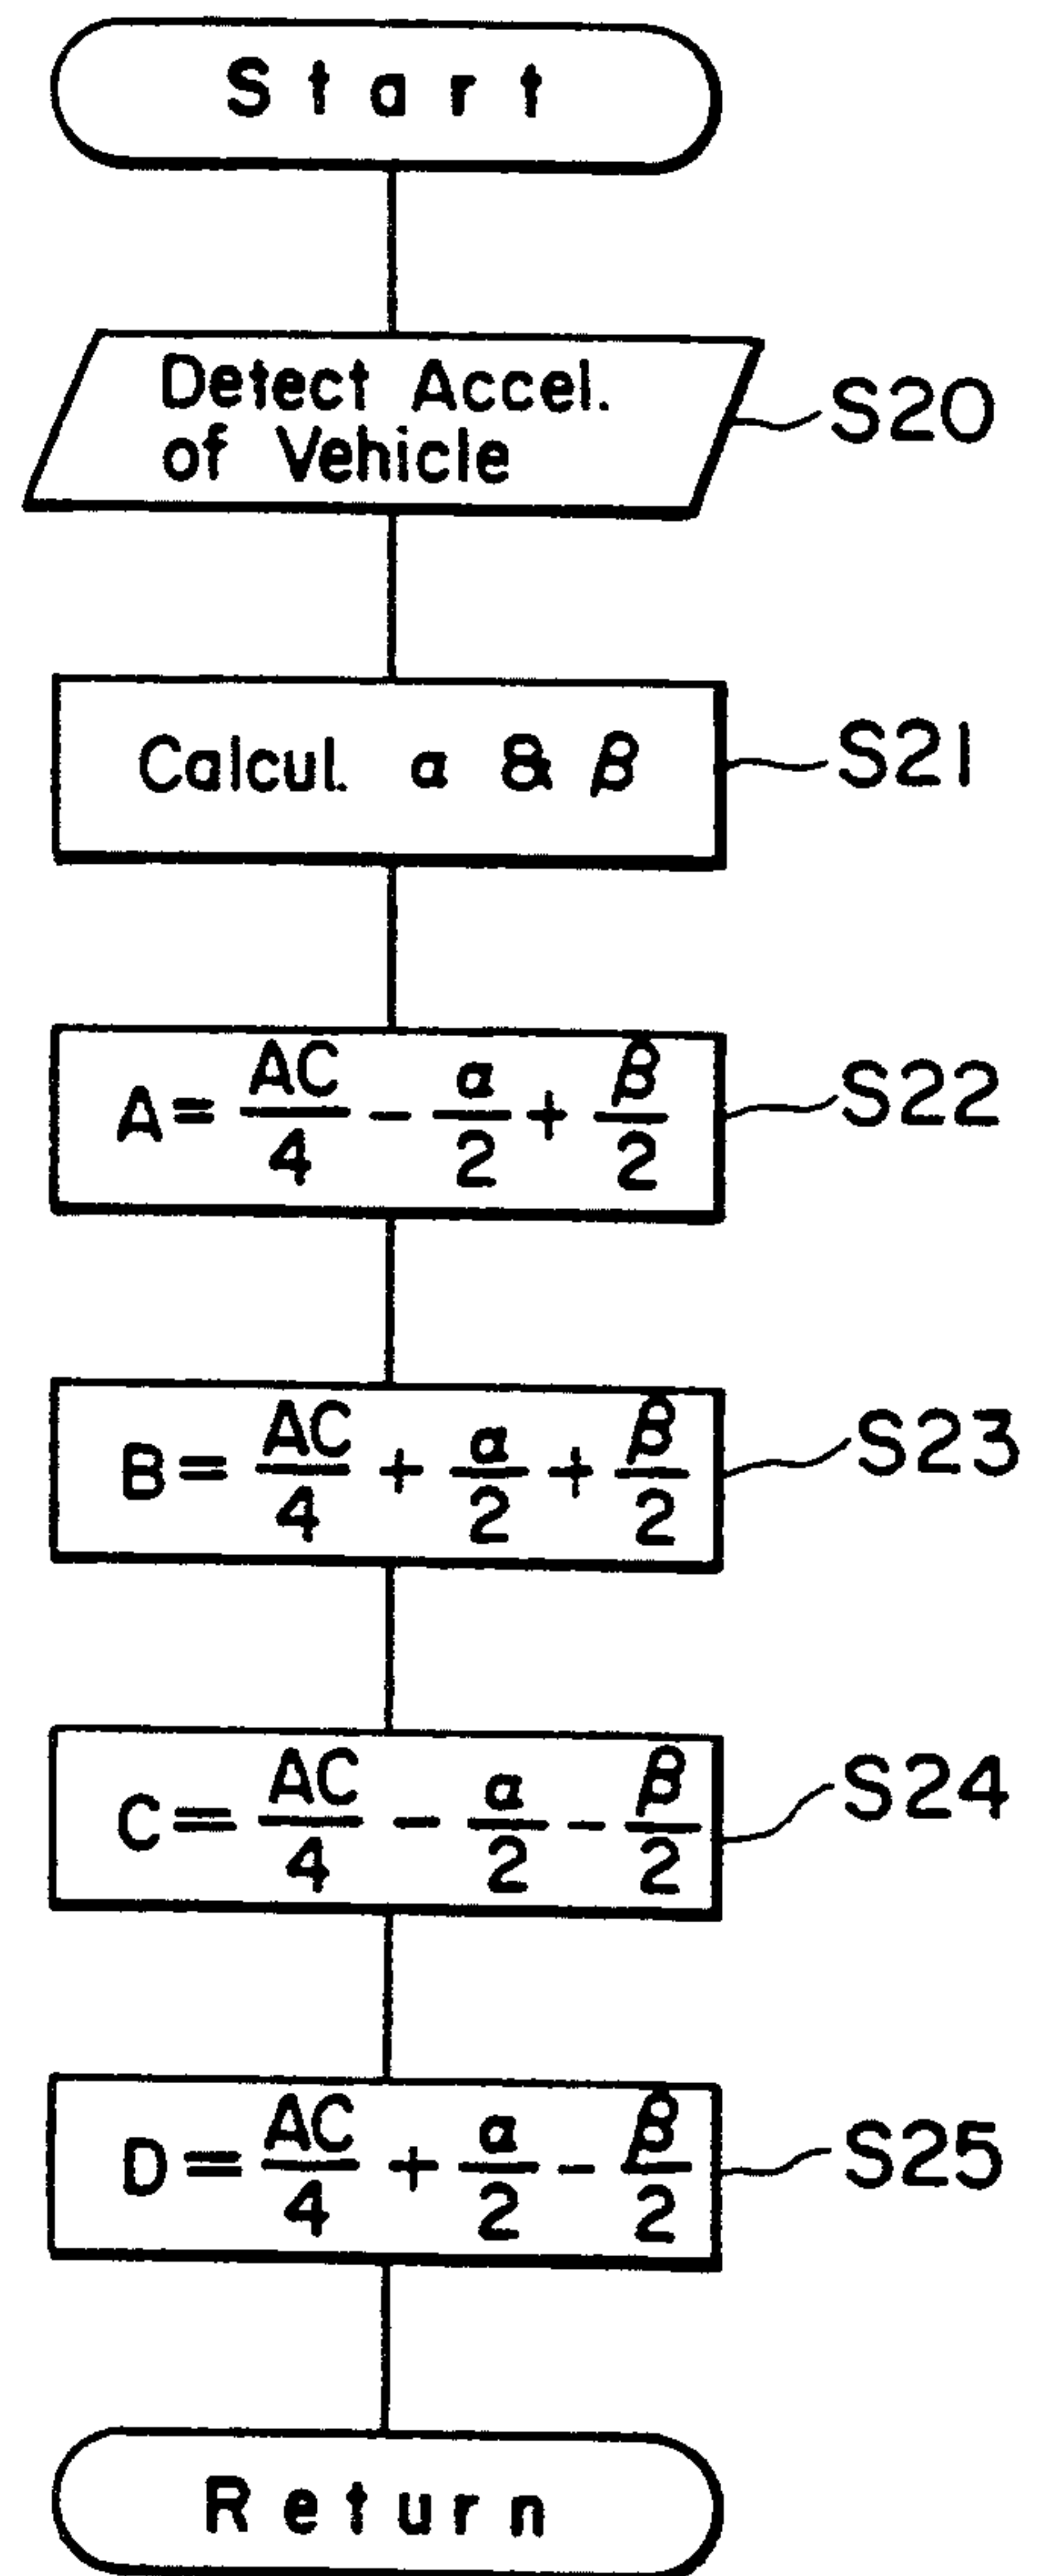 Start
Detect Accel.
of Vehicle
S20
Calcul. α & β
S21
A = AC/4 - α/2 + β/2
S22
B = AC/4 + α/2 + β/2
S23
C = AC/4 - α/2 - β/2
S24
D = AC/4 + α/2 - β/2
S25
Return